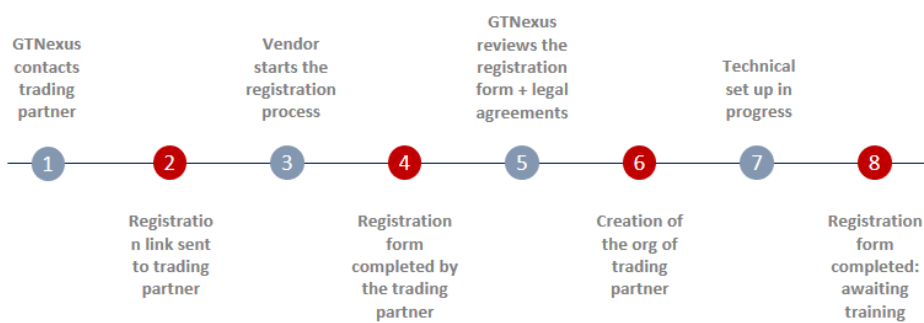 GTNexus
contacts
trading
partner
Vendor
starts the
registration
process
GTNexus
reviews the
registration
form + legal
agreements
Technical
set up in
progress
1
2
3
4
5
6
7
8
Registratio
n link sent
to trading
partner
Registration
form
completed by
the trading
partner
Creation of
the org of
trading
partner
Registration
form
completed:
awaiting
training